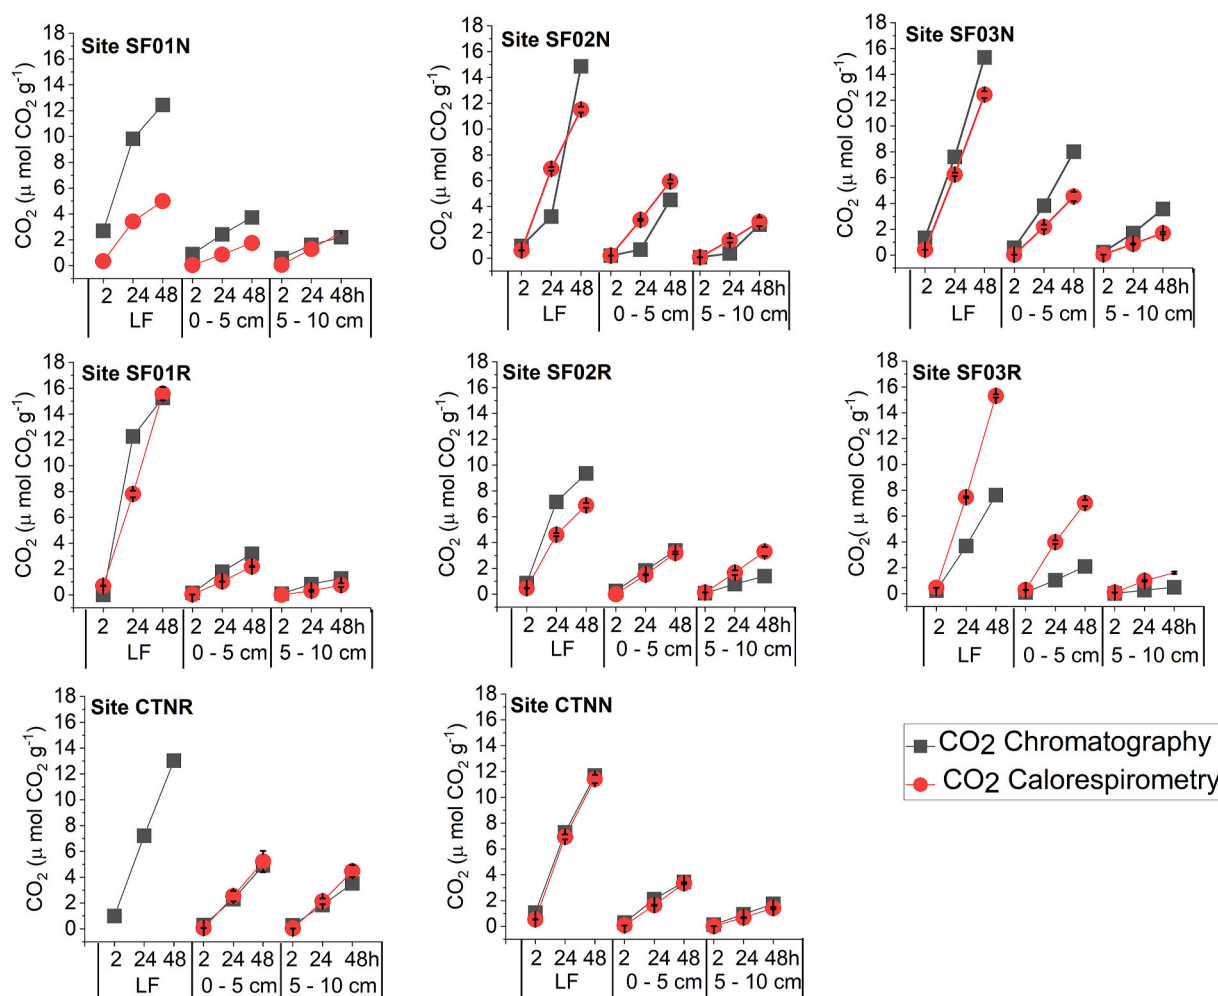 Site SF01N
CO2 (μ mol CO2 g-1)
18
16
14
12
10
8
6
4
2
0
2 24 48 2 24 48 2 24 48h
LF 0 - 5 cm 5 - 10 cm
Site SF02N
CO2 (μ mol CO2 g-1)
18
16
14
12
10
8
6
4
2
0
2 24 48 2 24 48 2 24 48h
LF 0 - 5 cm 5 - 10 cm
Site SF03N
CO2 (μ mol CO2 g-1)
18
16
14
12
10
8
6
4
2
0
2 24 48 2 24 48 2 24 48h
LF 0 - 5 cm 5 - 10 cm
Site SF01R
CO2 (μ mol CO2 g-1)
18
16
14
12
10
8
6
4
2
0
2 24 48 2 24 48 2 24 48h
LF 0 - 5 cm 5 - 10 cm
Site SF02R
CO2 (μ mol CO2 g-1)
18
16
14
12
10
8
6
4
2
0
2 24 48 2 24 48 2 24 48h
LF 0 - 5 cm 5 - 10 cm
Site SF03R
CO2( μ mol CO2 g-1)
18
16
14
12
10
8
6
4
2
0
2 24 48 2 24 48 2 24 48h
LF 0 - 5 cm 5 - 10 cm
Site CTNR
CO2 (μ mol CO2 g-1)
18
16
14
12
10
8
6
4
2
0
2 24 48 2 24 48 2 24 48h
LF 0 - 5 cm 5 - 10 cm
Site CTNN
CO2 (μ mol CO2 g-1)
18
16
14
12
10
8
6
4
2
0
2 24 48 2 24 48 2 24 48h
LF 0 - 5 cm 5 - 10 cm
CO2 Chromatography
CO2 Calorespirometry